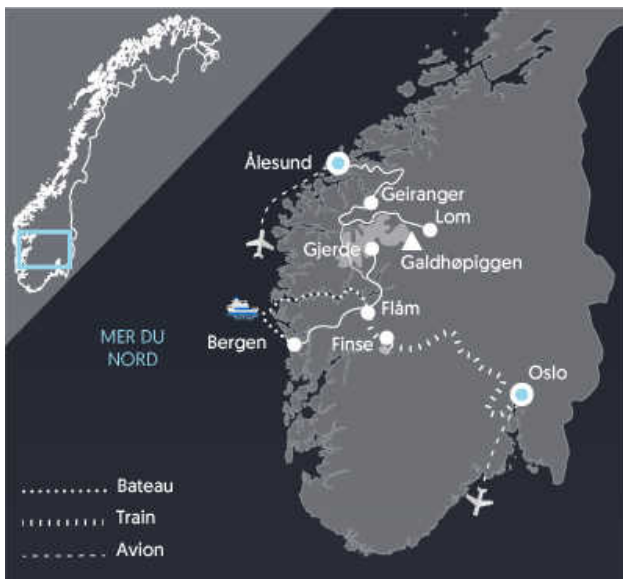 Ålesund
Geiranger
Lom
Gjerde
Galdhøpiggen
Flåm
MER DU
NORD
Bergen
Finse
Oslo
Bateau
Train
Avion